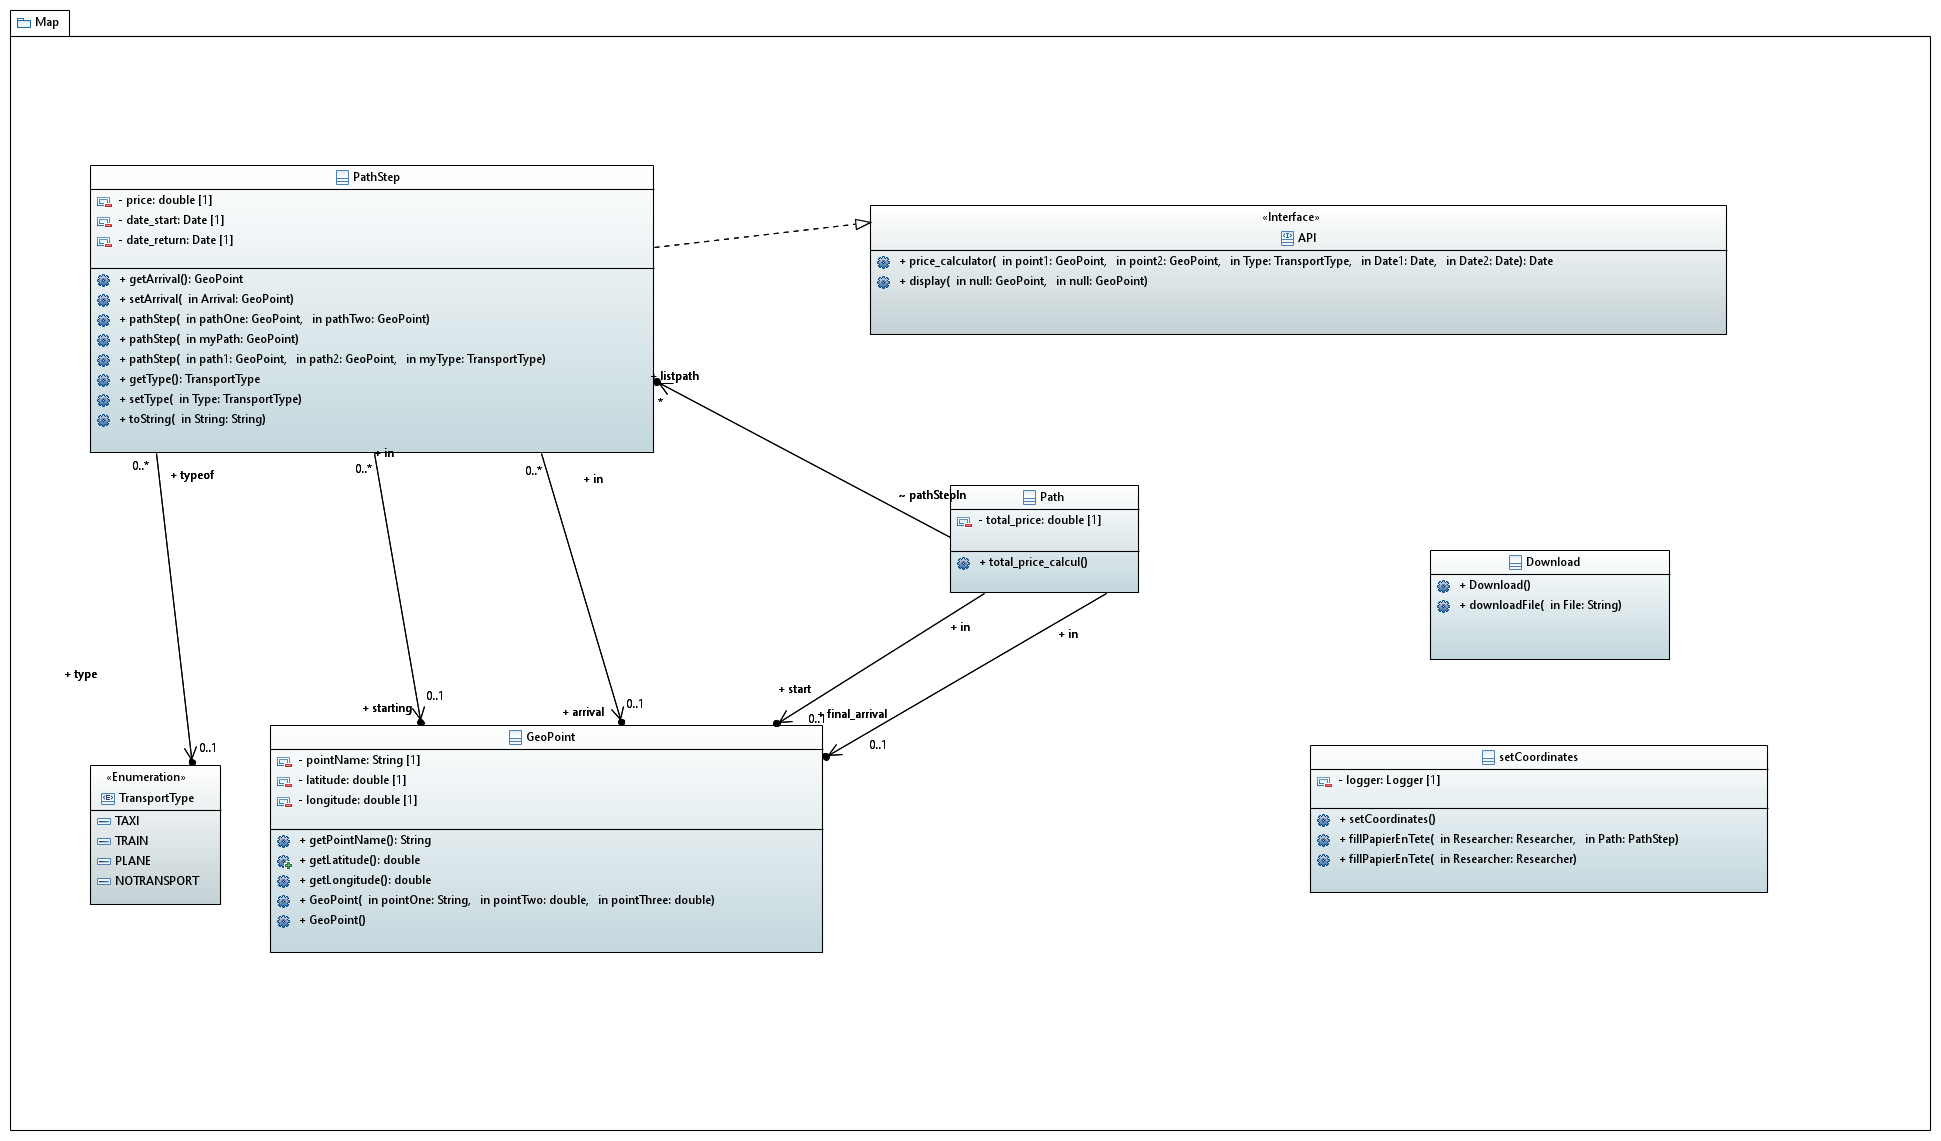 Map
PathStep
- price: double [1]
- date_start: Date [1]
- date_return: Date [1]
+ getArrival(): GeoPoint
+ setArrival(  in Arrival: GeoPoint)
+ pathStep(  in pathOne: GeoPoint,   in pathTwo: GeoPoint)
+ pathStep(  in myPath: GeoPoint)
+ pathStep(  in path1: GeoPoint,   in path2: GeoPoint,   in myType: TransportType)
+ getType(): TransportType
+ setType(  in Type: TransportType)
+ toString(  in String: String)
«Interface»
API
+ price_calculator(  in point1: GeoPoint,   in point2: GeoPoint,   in Type: TransportType,   in Date1: Date,   in Date2: Date): Date
+ display(  in null: GeoPoint,   in null: GeoPoint)
+ listpath
*
0..*
+ typeof
0..*
+ in
0..*
+ in
~ pathStepIn
Path
- total_price: double [1]
+ total_price_calcul()
Download
+ Download()
+ downloadFile(  in File: String)
+ in
+ in
+ type
0..1
+ starting
0..1
+ arrival
0..1
+ start
0..1
+ final_arrival
0..1
«Enumeration»
TransportType
TAXI
TRAIN
PLANE
NOTRANSPORT
GeoPoint
- pointName: String [1]
- latitude: double [1]
- longitude: double [1]
+ getPointName(): String
+ getLatitude(): double
+ getLongitude(): double
+ GeoPoint(  in pointOne: String,   in pointTwo: double,   in pointThree: double)
+ GeoPoint()
setCoordinates
- logger: Logger [1]
+ setCoordinates()
+ fillPapierEnTete(  in Researcher: Researcher,   in Path: PathStep)
+ fillPapierEnTete(  in Researcher: Researcher)